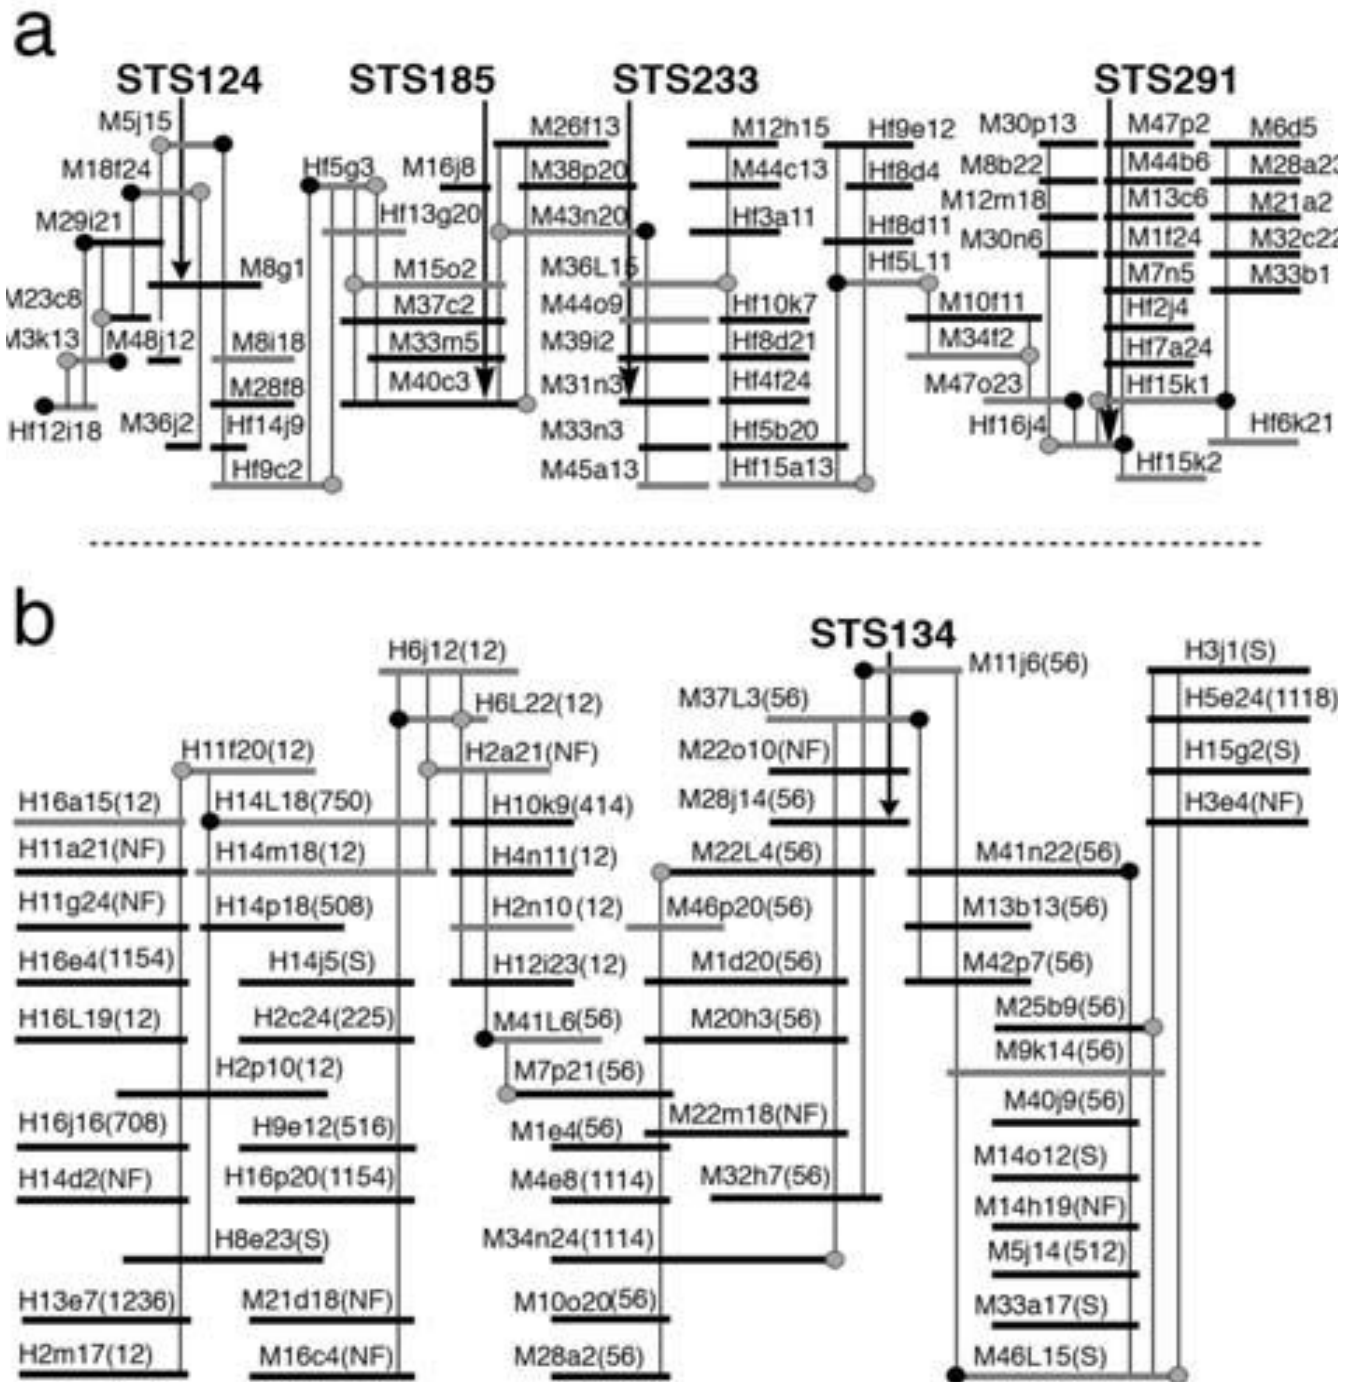 a
STS124 STS185 STS233 STS291
M5j15 M26f13 M12h15 Hf9e12 M30p13 M47p2 M6d5
M18f24 Hf5g3 M16j8 M38p20 M44c13 Hf8d4 M8b22 M44b6
M29i21 Hf13g20 M43n20 Hf3a11 Hf8d11 M12m18 M13c6 M21a2
M8g1 M15o2 M36L15 Hf5L11 M30n6 M1f24
M23c8 M37c2 M44o9 Hf10k7 M10f11 M7n5 M33b1
M3k13 M48j12 M8i18 M33m5 M39i2 Hf8d21 M34f2 Hf2j4
M28f8 M40c3 M31n3 Hf4f24 M47o23 Hf7a24
Hf12i18 M36j2 Hf14j9 M33n3 Hf5b20 Hf16j4 Hf15k1 Hf6k21
Hf9c2 M45a13 Hf15a13 Hf15k2
b
STS134
H6j12(12) M11j6(56) H3j1(S)
H6L22(12) M37L3(56) H5e24(1118)
H11f20(12) H2a21(NF) M22o10(NF) H15g2(S)
H16a15(12) H14L18(750) H10k9(414) M28j14(56) H3e4(NF)
H11a21(NF) H14m18(12) H4n11(12) M22L4(56) M41n22(56)
H11g24(NF) H14p18(508) H2n10(12) M46p20(56) M13b13(56)
H16e4(1154) H14j5(S) H12i23(12) M1d20(56) M42p7(56)
H16L19(12) H2c24(225) M41L6(56) M20h3(56) M25b9(56)
H2p10(12) M7p21(56) M9k14(56)
H16j16(708) H9e12(516) M1e4(56) M22m18(NF) M40j9(56)
H14d2(NF) H16p20(1154) M4e8(1114) M32h7(56) M14o12(S)
M14h19(NF)
H8e23(S) M34n24(1114) M5j14(512)
H13e7(1236) M21d18(NF) M10o20(56) M33a17(S)
H2m17(12) M16c4(NF) M28a2(56) M46L15(S)